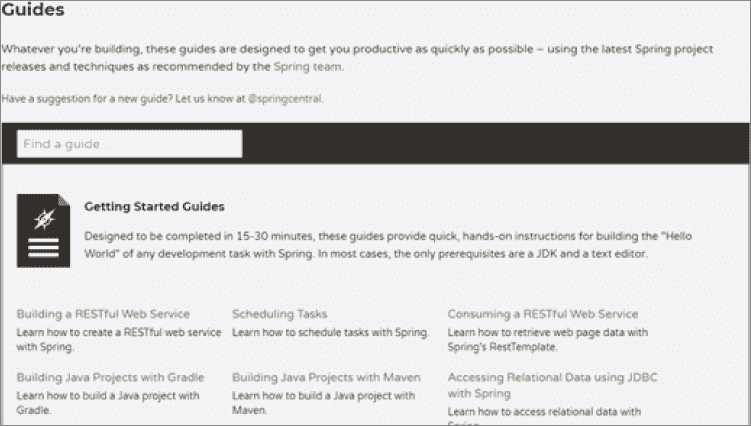 Guides
Whatever you're building, these guides are designed to get you productive as quickly as possible – using the latest Spring project
releases and techniques as recommended by the Spring team.
Have a suggestion for a new guide? Let us know at @springcentral.
Find a guide...
Getting Started Guides
Designed to be completed in 15-30 minutes, these guides provide quick, hands-on instructions for building the "Hello
World" of any development task with Spring. In most cases, the only prerequisites are a JDK and a text editor.
Building a RESTful Web Service
Learn how to create a RESTful web service
with Spring.
Scheduling Tasks
Learn how to schedule tasks with Spring.
Consuming a RESTful Web Service
Learn how to retrieve web page data with
Spring's RestTemplate.
Building Java Projects with Gradle
Learn how to build a Java project with
Gradle.
Building Java Projects with Maven
Learn how to build a Java project with
Maven.
Accessing Relational Data using JDBC
with Spring
Learn how to access relational data with